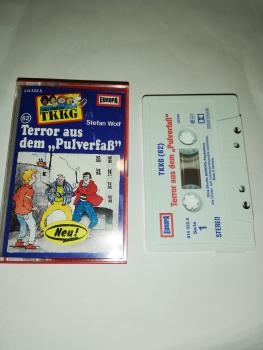 EUROPA
TKKG
62
Stefan Wolf
Terror aus
dem „Pulverfaß"
Neu!
TKKG (62)
Terror aus dem „Pulverfaß"
EUROPA
Seite
1
STEREO